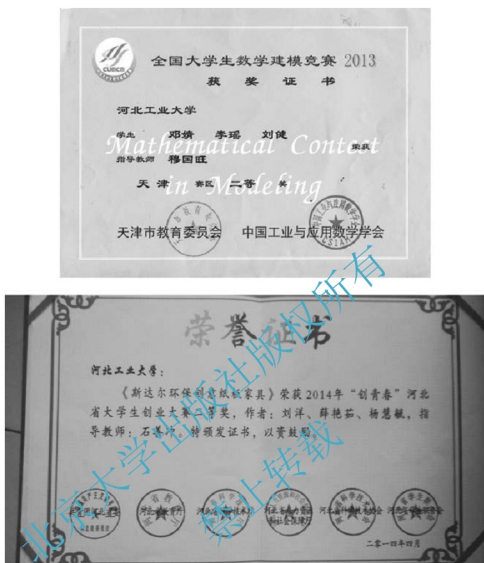 全国大学生数学建模竞赛 2013
获奖证书
河北工业大学
学生 邓婧 李瑶 刘健 荣获
指导教师 穆国旺
Mathematical Contest
天津 赛区 二等 奖
in Modeling
天津市教育委员会 中国工业与应用数学学会
荣誉证书
河北工业大学:
《斯达尔环保创意纸板家具》荣获2014年“创青春”河北
省大学生创业大赛二等奖,作者:刘洋、薛艳茹、杨慧敏,指
导教师:石
特颁发证书,以资鼓励。
二零一四年四月
北京大学出版社版权所有
禁止转载